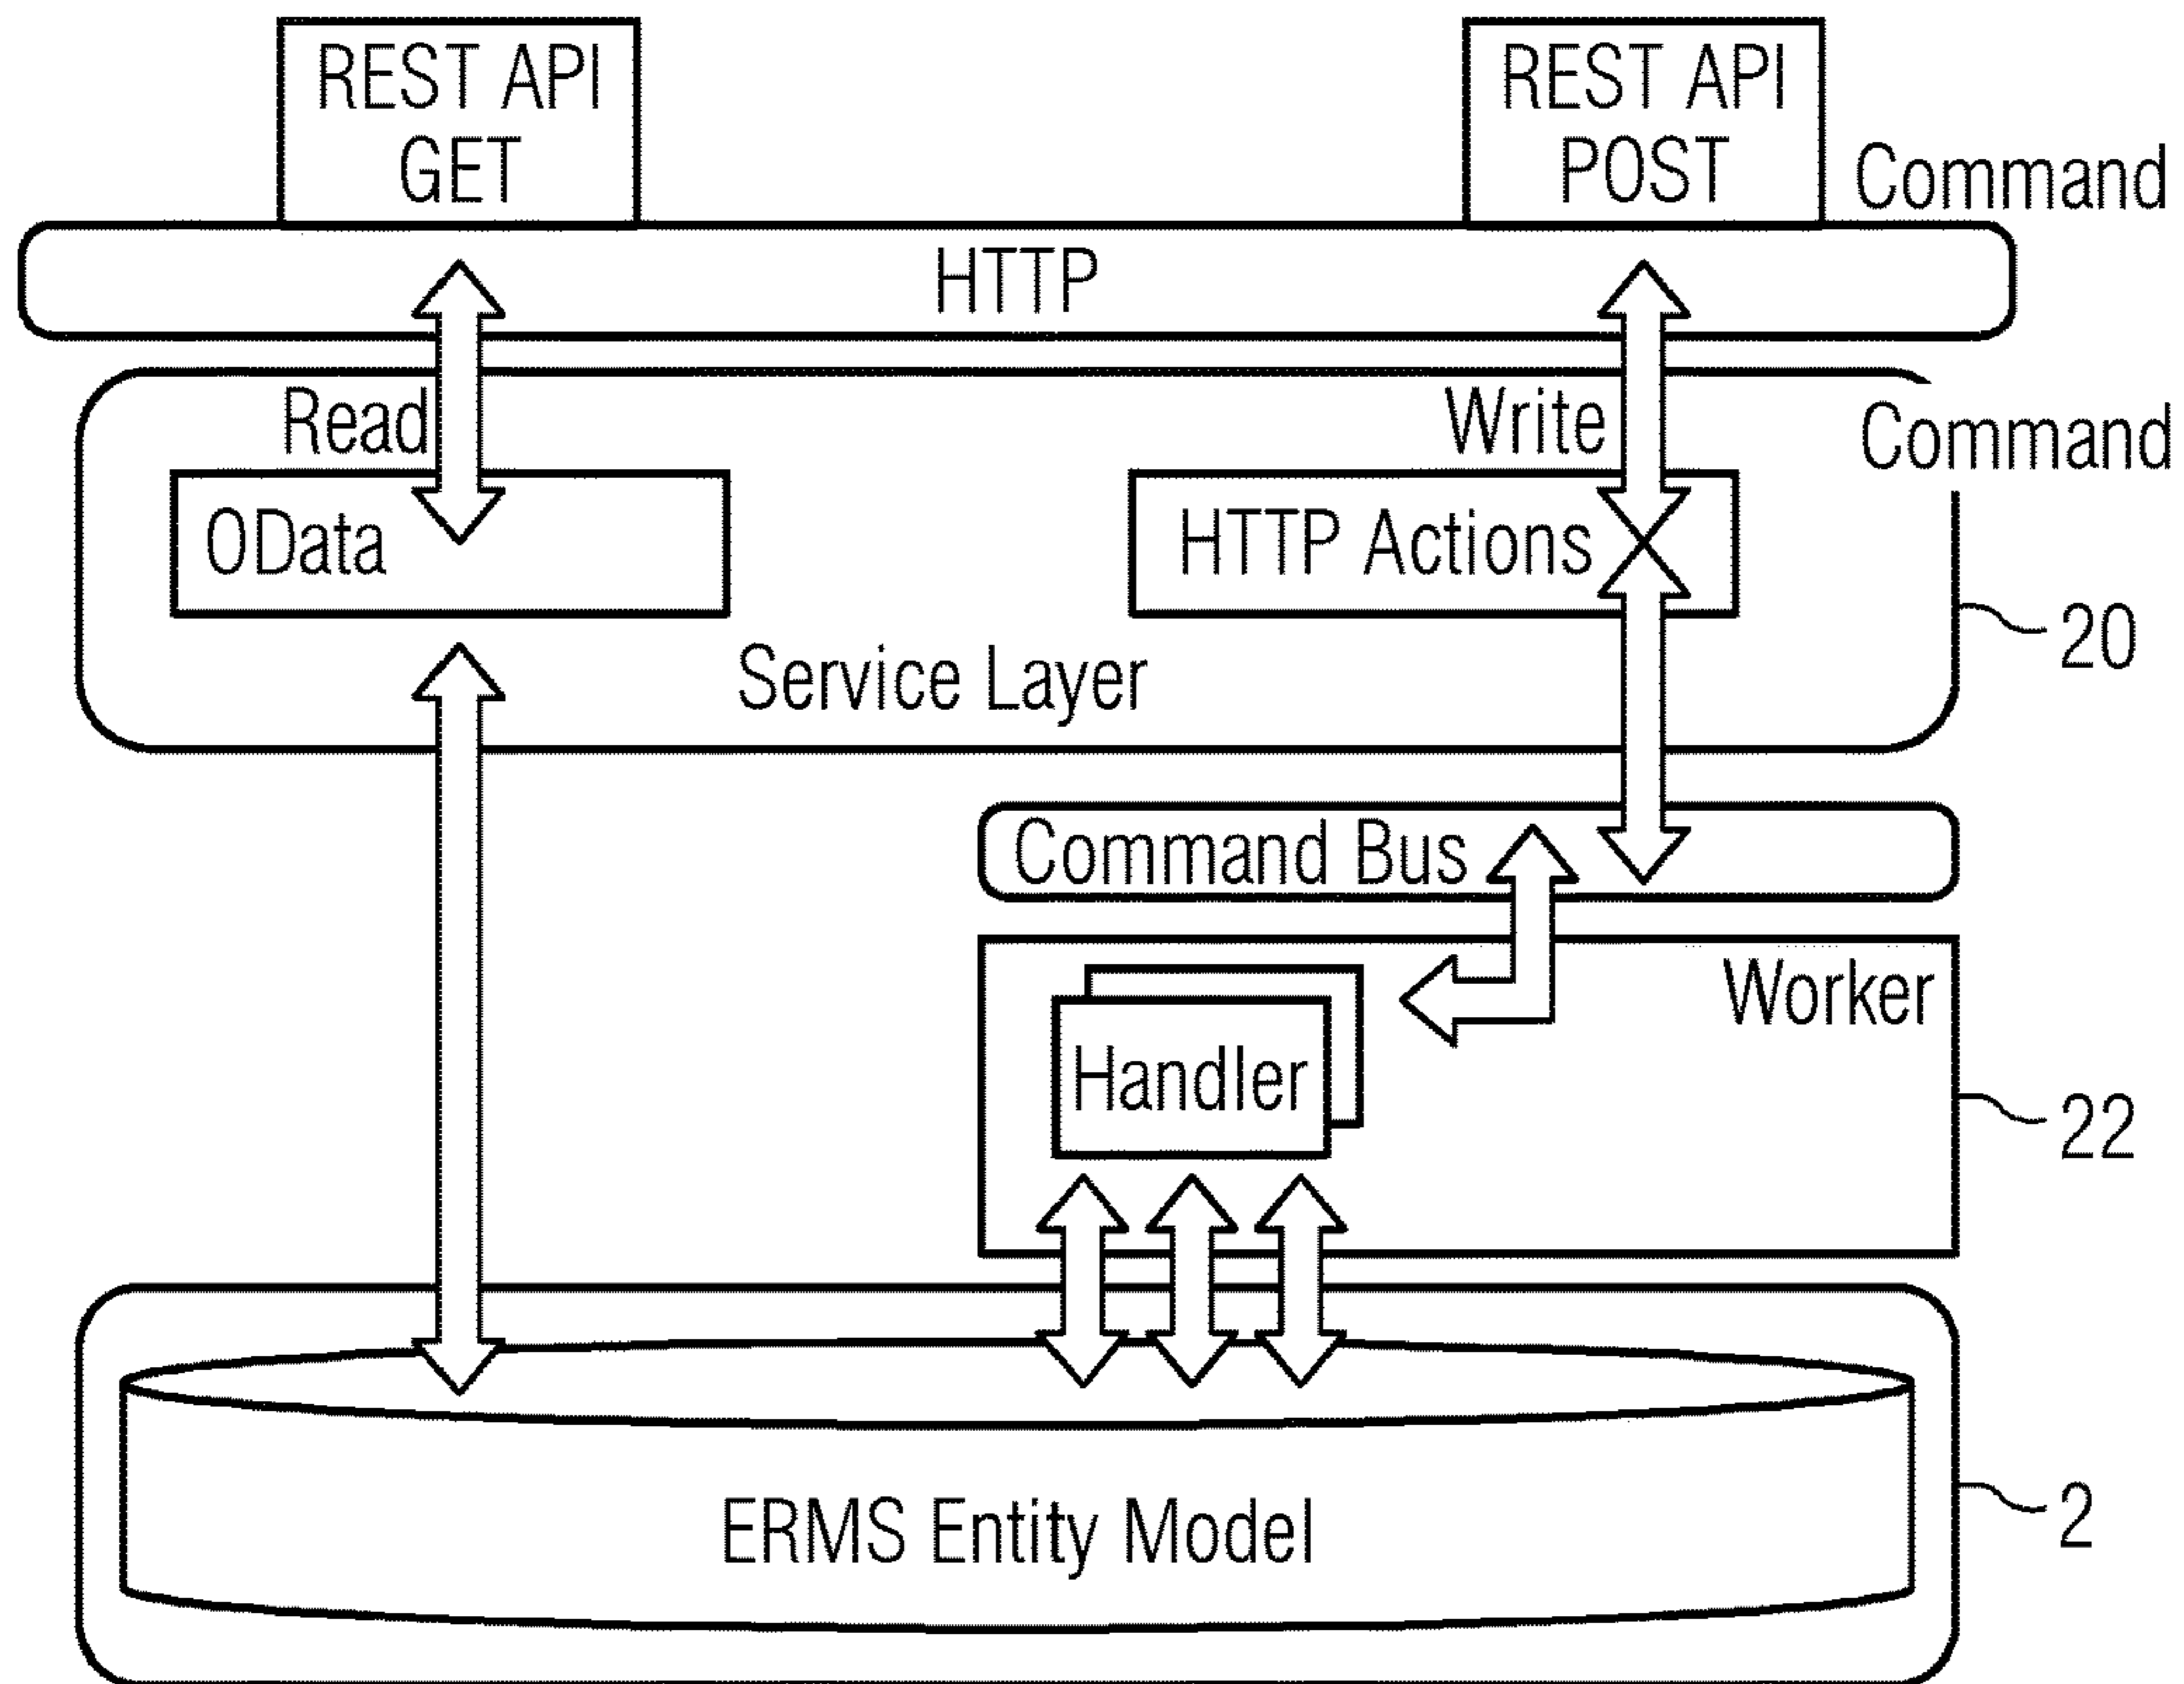 REST API
GET
REST API
POST
Command
HTTP
Read
Write
Command
OData
HTTP Actions
20
Service Layer
Command Bus
Worker
Handler
22
ERMS Entity Model
2